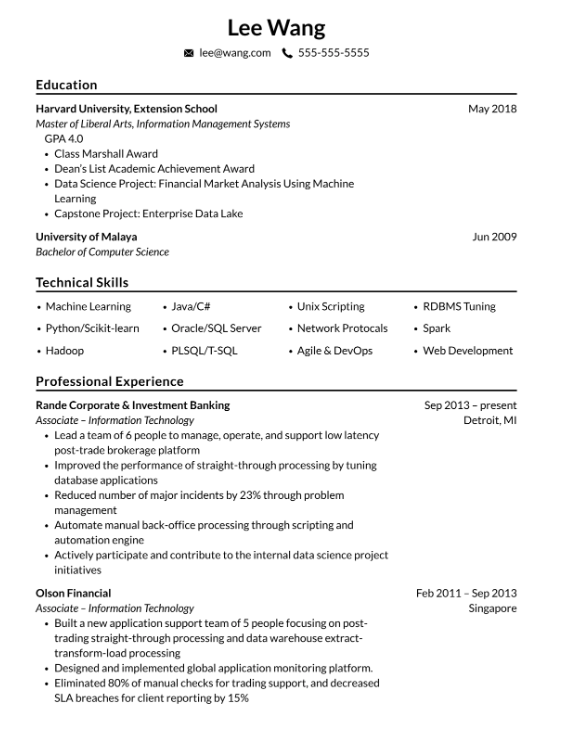 Lee Wang
lee@wang.com 555-555-5555
Education
Harvard University, Extension School May 2018
Master of Liberal Arts, Information Management Systems
GPA 4.0
• Class Marshall Award
• Dean's List Academic Achievement Award
• Data Science Project: Financial Market Analysis Using Machine
Learning
• Capstone Project: Enterprise Data Lake
University of Malaya Jun 2009
Bachelor of Computer Science
Technical Skills
• Machine Learning • Java/C# • Unix Scripting • RDBMS Tuning
• Python/Scikit-learn • Oracle/SQL Server • Network Protocals • Spark
• Hadoop • PLSQL/T-SQL • Agile & DevOps • Web Development
Professional Experience
Rande Corporate & Investment Banking Sep 2013 – present
Associate – Information Technology Detroit, MI
• Lead a team of 6 people to manage, operate, and support low latency
post-trade brokerage platform
• Improved the performance of straight-through processing by tuning
database applications
• Reduced number of major incidents by 23% through problem
management
• Automate manual back-office processing through scripting and
automation engine
• Actively participate and contribute to the internal data science project
initiatives
Olson Financial Feb 2011 – Sep 2013
Associate – Information Technology Singapore
• Built a new application support team of 5 people focusing on post-
trading straight-through processing and data warehouse extract-
transform-load processing
• Designed and implemented global application monitoring platform.
• Eliminated 80% of manual checks for trading support, and decreased
SLA breaches for client reporting by 15%